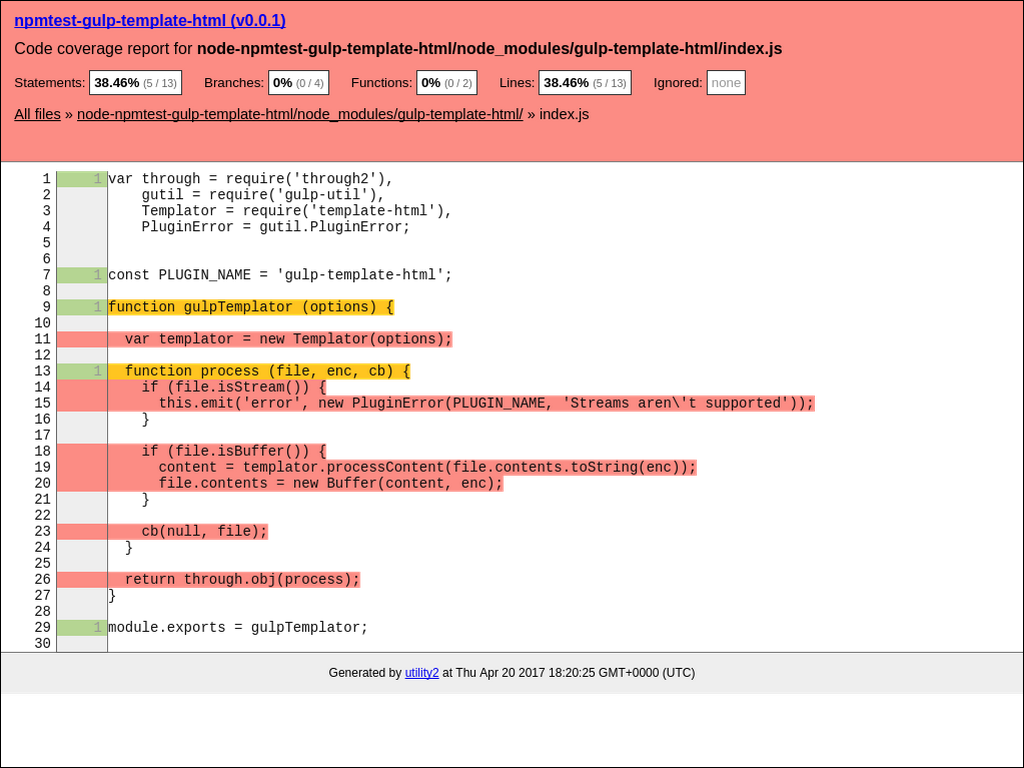 npmtest-gulp-template-html (v0.0.1)
Code coverage report for node-npmtest-gulp-template-html/node_modules/gulp-template-html/index.js
Statements: 38.46% (5 / 13) Branches: 0% (0 / 4) Functions: 0% (0 / 2) Lines: 38.46% (5 / 13) Ignored: none
All files » node-npmtest-gulp-template-html/node_modules/gulp-template-html/ » index.js
1 1 var through = require('through2'),
2     gutil = require('gulp-util'),
3     Templator = require('template-html'),
4     PluginError = gutil.PluginError;
5
6
7 1 const PLUGIN_NAME = 'gulp-template-html';
8
9 1 function gulpTemplator (options) {
10
11   var templator = new Templator(options);
12
13 1   function process (file, enc, cb) {
14     if (file.isStream()) {
15       this.emit('error', new PluginError(PLUGIN_NAME, 'Streams aren\'t supported'));
16     }
17
18     if (file.isBuffer()) {
19       content = templator.processContent(file.contents.toString(enc));
20       file.contents = new Buffer(content, enc);
21     }
22
23     cb(null, file);
24   }
25
26   return through.obj(process);
27 }
28
29 1 module.exports = gulpTemplator;
30
Generated by utility2 at Thu Apr 20 2017 18:20:25 GMT+0000 (UTC)